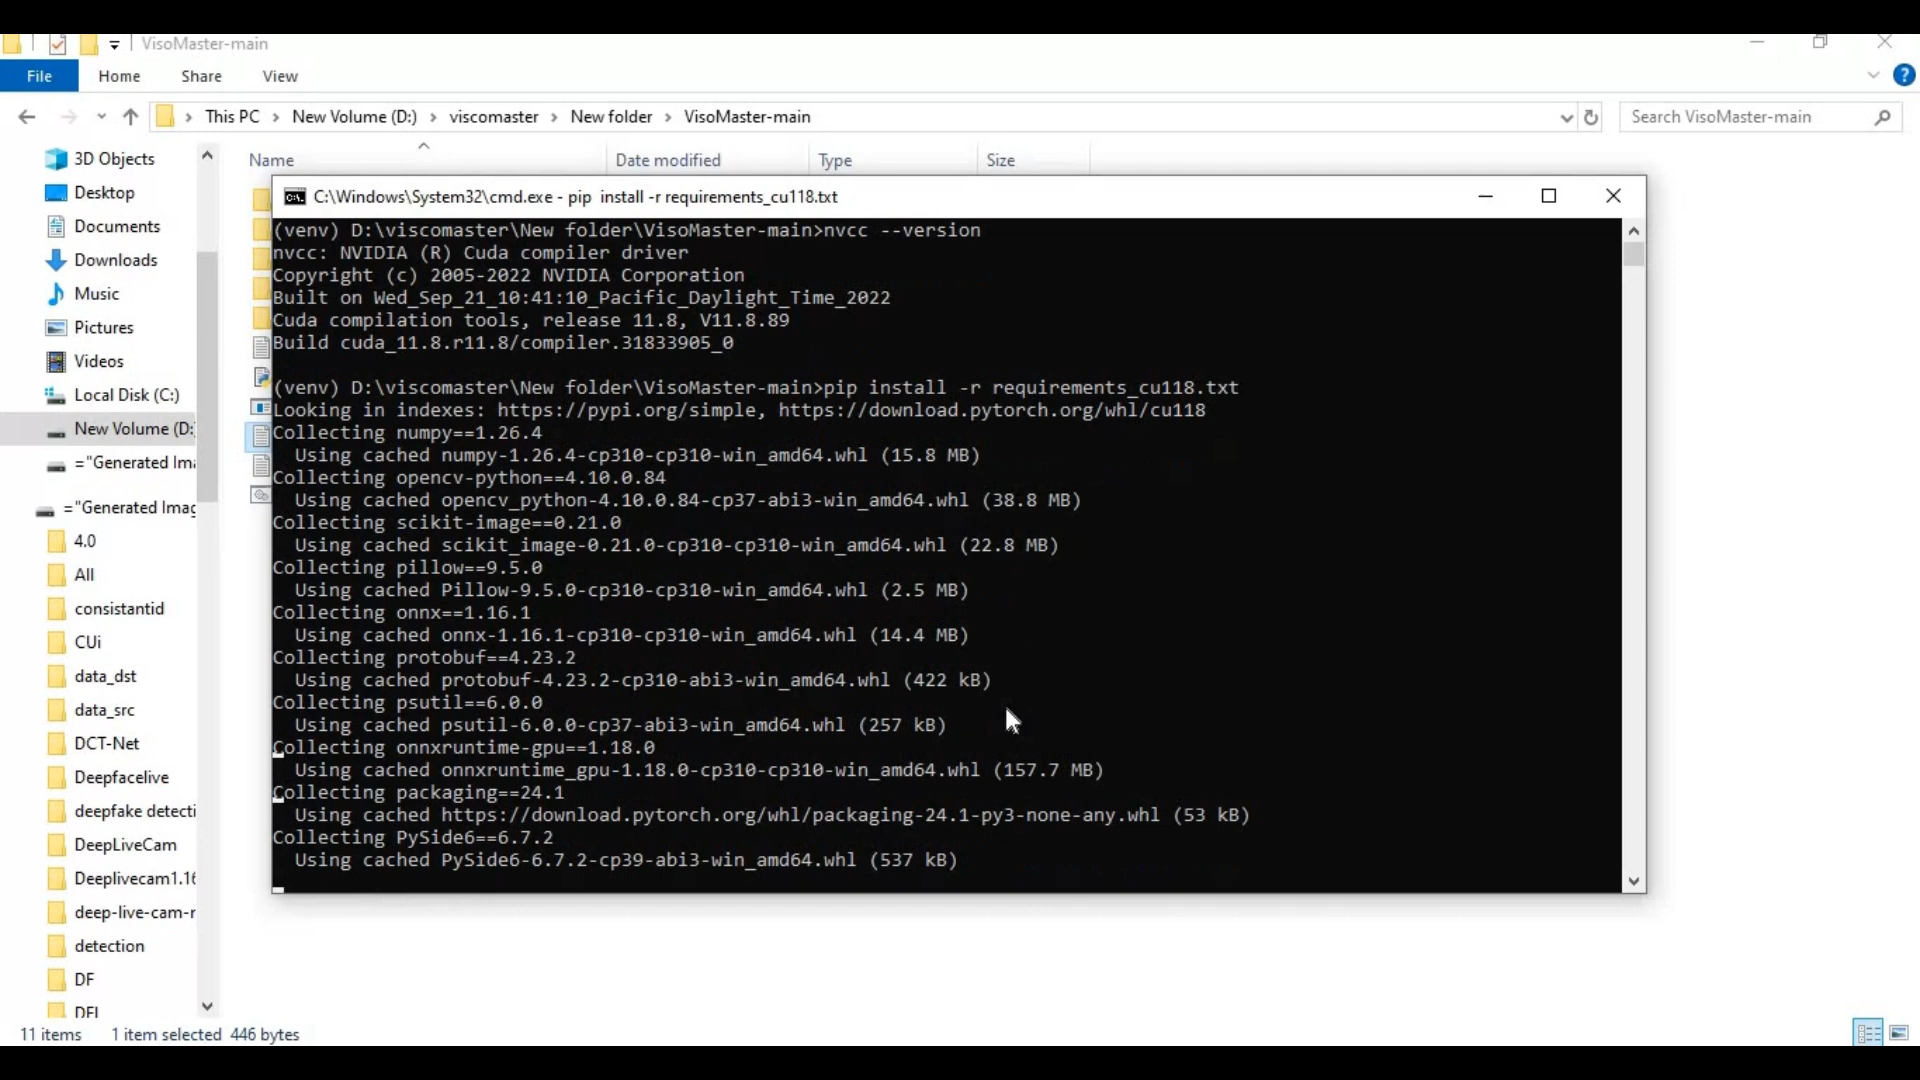 VisoMaster-main
File Home Share View
This PC > New Volume (D:) > viscomaster > New folder > VisoMaster-main
Search VisoMaster-main
Name Date modified Type Size
3D Objects
Desktop
Documents
Downloads
Music
Pictures
Videos
Local Disk (C:)
New Volume (D:
="Generated Ima
="Generated Imag
4.0
All
consistantid
CUi
data_dst
data_src
DCT-Net
Deepfacelive
deepfake detecti
DeepLiveCam
Deeplivecam1.16
deep-live-cam-r
detection
DF
DFL
C:\Windows\System32\cmd.exe - pip install -r requirements_cu118.txt
(venv) D:\viscomaster\New folder\VisoMaster-main>nvcc --version
nvcc: NVIDIA (R) Cuda compiler driver
Copyright (c) 2005-2022 NVIDIA Corporation
Built on Wed_Sep_21_10:41:10_Pacific_Daylight_Time_2022
Cuda compilation tools, release 11.8, V11.8.89
Build cuda_11.8.r11.8/compiler.31833905_0
(venv) D:\viscomaster\New folder\VisoMaster-main>pip install -r requirements_cu118.txt
Looking in indexes: https://pypi.org/simple, https://download.pytorch.org/whl/cu118
Collecting numpy==1.26.4
Using cached numpy-1.26.4-cp310-cp310-win_amd64.whl (15.8 MB)
Collecting opencv-python==4.10.0.84
Using cached opencv_python-4.10.0.84-cp37-abi3-win_amd64.whl (38.8 MB)
Collecting scikit-image==0.21.0
Using cached scikit_image-0.21.0-cp310-cp310-win_amd64.whl (22.8 MB)
Collecting pillow==9.5.0
Using cached Pillow-9.5.0-cp310-cp310-win_amd64.whl (2.5 MB)
Collecting onnx==1.16.1
Using cached onnx-1.16.1-cp310-cp310-win_amd64.whl (14.4 MB)
Collecting protobuf==4.23.2
Using cached protobuf-4.23.2-cp310-abi3-win_amd64.whl (422 kB)
Collecting psutil==6.0.0
Using cached psutil-6.0.0-cp37-abi3-win_amd64.whl (257 kB)
Collecting onnxruntime-gpu==1.18.0
Using cached onnxruntime_gpu-1.18.0-cp310-cp310-win_amd64.whl (157.7 MB)
Collecting packaging==24.1
Using cached https://download.pytorch.org/whl/packaging-24.1-py3-none-any.whl (53 kB)
Collecting PySide6==6.7.2
Using cached PySide6-6.7.2-cp39-abi3-win_amd64.whl (537 kB)
11 items 1 item selected 446 bytes